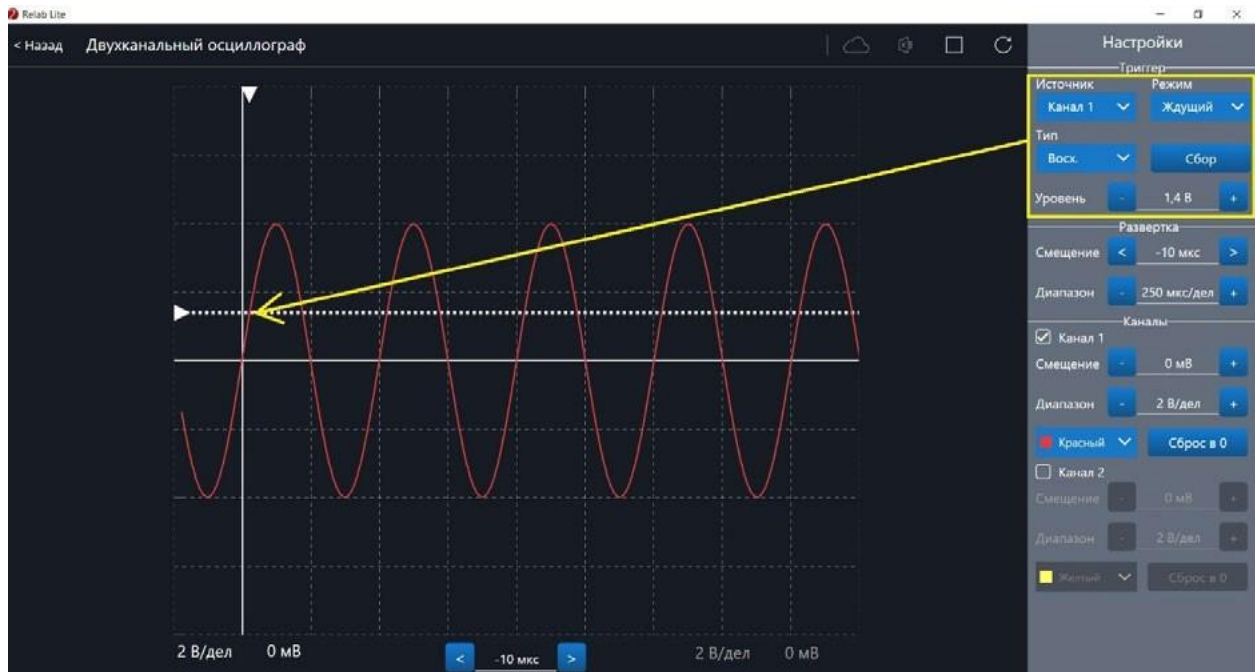 Relab Lite
< Назад Двухканальный осциллограф
Настройки
Триггер
Источник Режим
Канал 1 Ждущий
Тип
Восх. Сбор
Уровень - 1,4 В +
Развертка
Смещение < -10 мкс >
Диапазон - 250 мкс/дел +
Каналы
Канал 1
Смещение - 0 мВ +
Диапазон - 2 В/дел +
Красный Сброс в 0
Канал 2
Смещение - 0 мВ +
Диапазон - 2 В/дел +
Желтый Сброс в 0
2 В/дел 0 мВ < -10 мкс > 2 В/дел 0 мВ